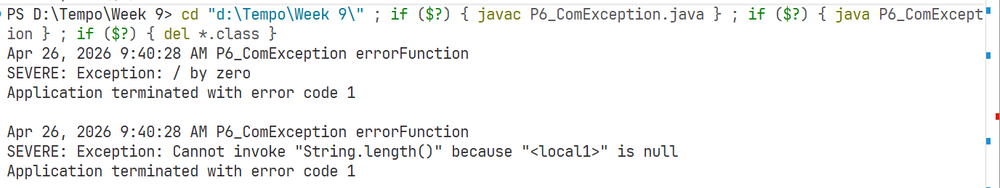 PS D:\Tempo\Week 9> cd "d:\Tempo\Week 9\" ; if ($?) { javac P6_ComException.java } ; if ($?) { java P6_ComExcept
ion } ; if ($?) { del *.class }
Apr 26, 2026 9:40:28 AM P6_ComException errorFunction
SEVERE: Exception: / by zero
Application terminated with error code 1

Apr 26, 2026 9:40:28 AM P6_ComException errorFunction
SEVERE: Exception: Cannot invoke "String.length()" because "<local1>" is null
Application terminated with error code 1